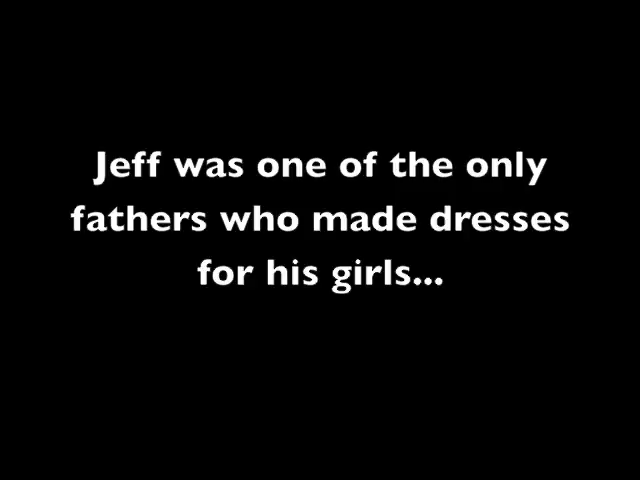 Jeff was one of the only
fathers who made dresses
for his girls...